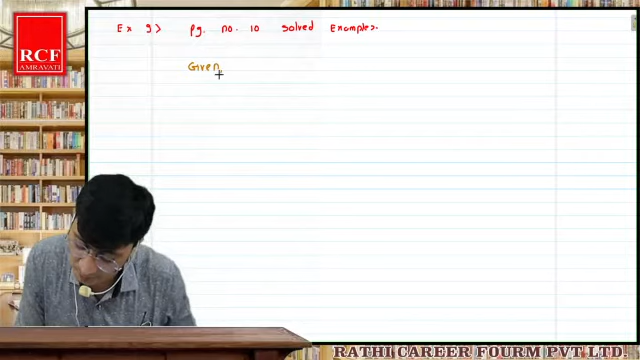 RCF
AMRAVATI
Ex 9> Pg. no. 10 Solved Examples.
Given
RATHI CAREER FOURM PVT LTD.